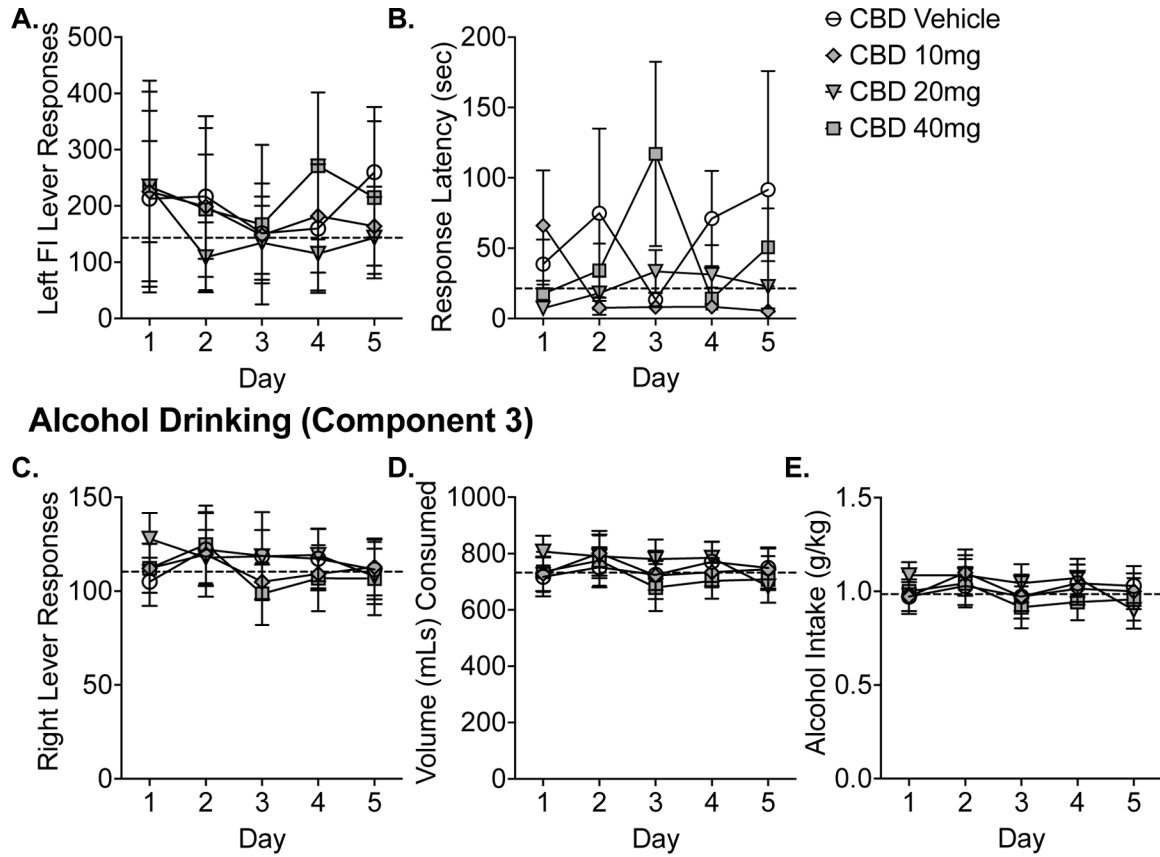 A.
Left FI Lever Responses
500
400
300
200
100
0
1 2 3 4 5
Day
B.
Response Latency (sec)
200
150
100
50
0
1 2 3 4 5
Day
CBD Vehicle
CBD 10mg
CBD 20mg
CBD 40mg
Alcohol Drinking (Component 3)
C.
Right Lever Responses
150
100
50
0
1 2 3 4 5
Day
D.
Volume (mLs) Consumed
1000
800
600
400
200
0
1 2 3 4 5
Day
E.
Alcohol Intake (g/kg)
1.5
1.0
0.5
0.0
1 2 3 4 5
Day